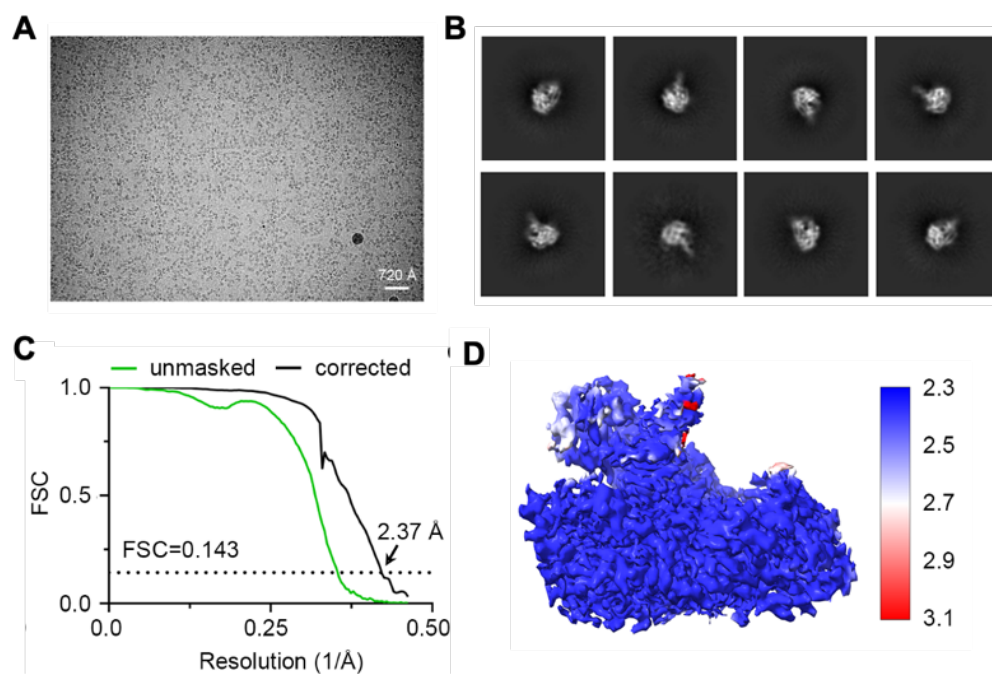 A
720 Å
B
C
unmasked corrected
1.0
0.5
0.0
FSC
FSC=0.143
2.37 Å
0.0 0.25 0.50
Resolution (1/Å)
D
2.3
2.5
2.7
2.9
3.1